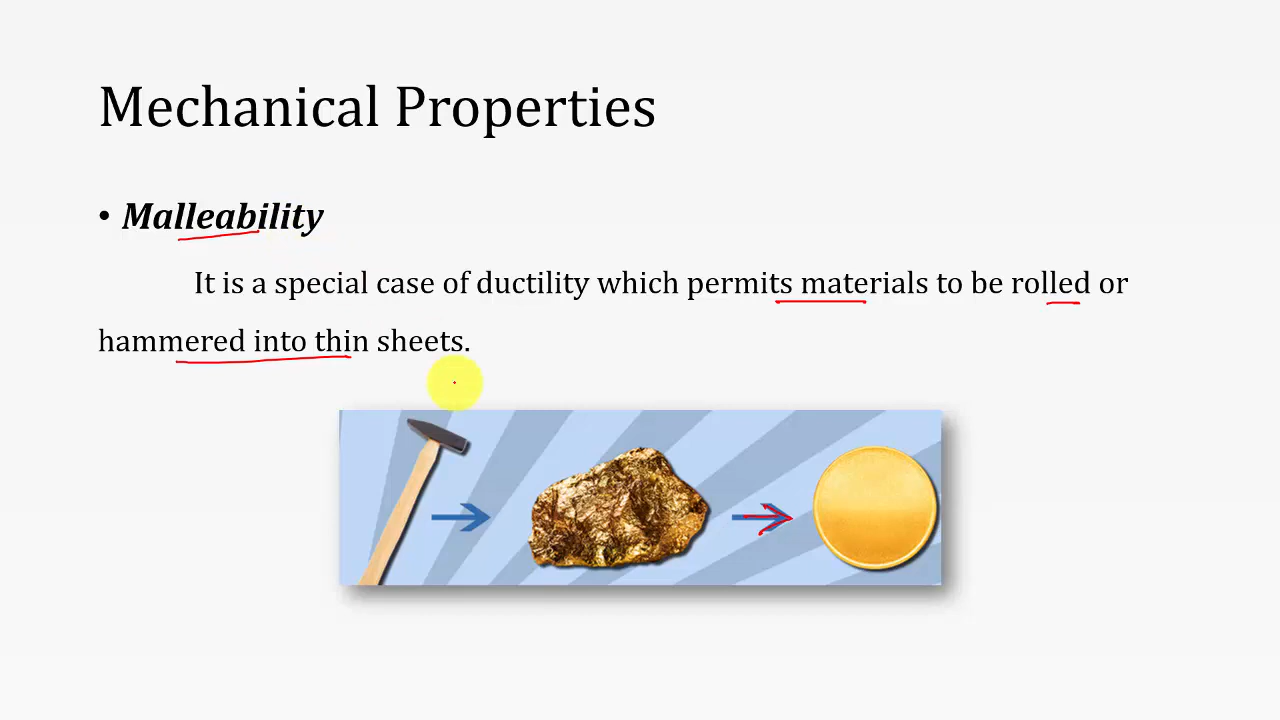 Mechanical Properties
• Malleability
It is a special case of ductility which permits materials to be rolled or
hammered into thin sheets.